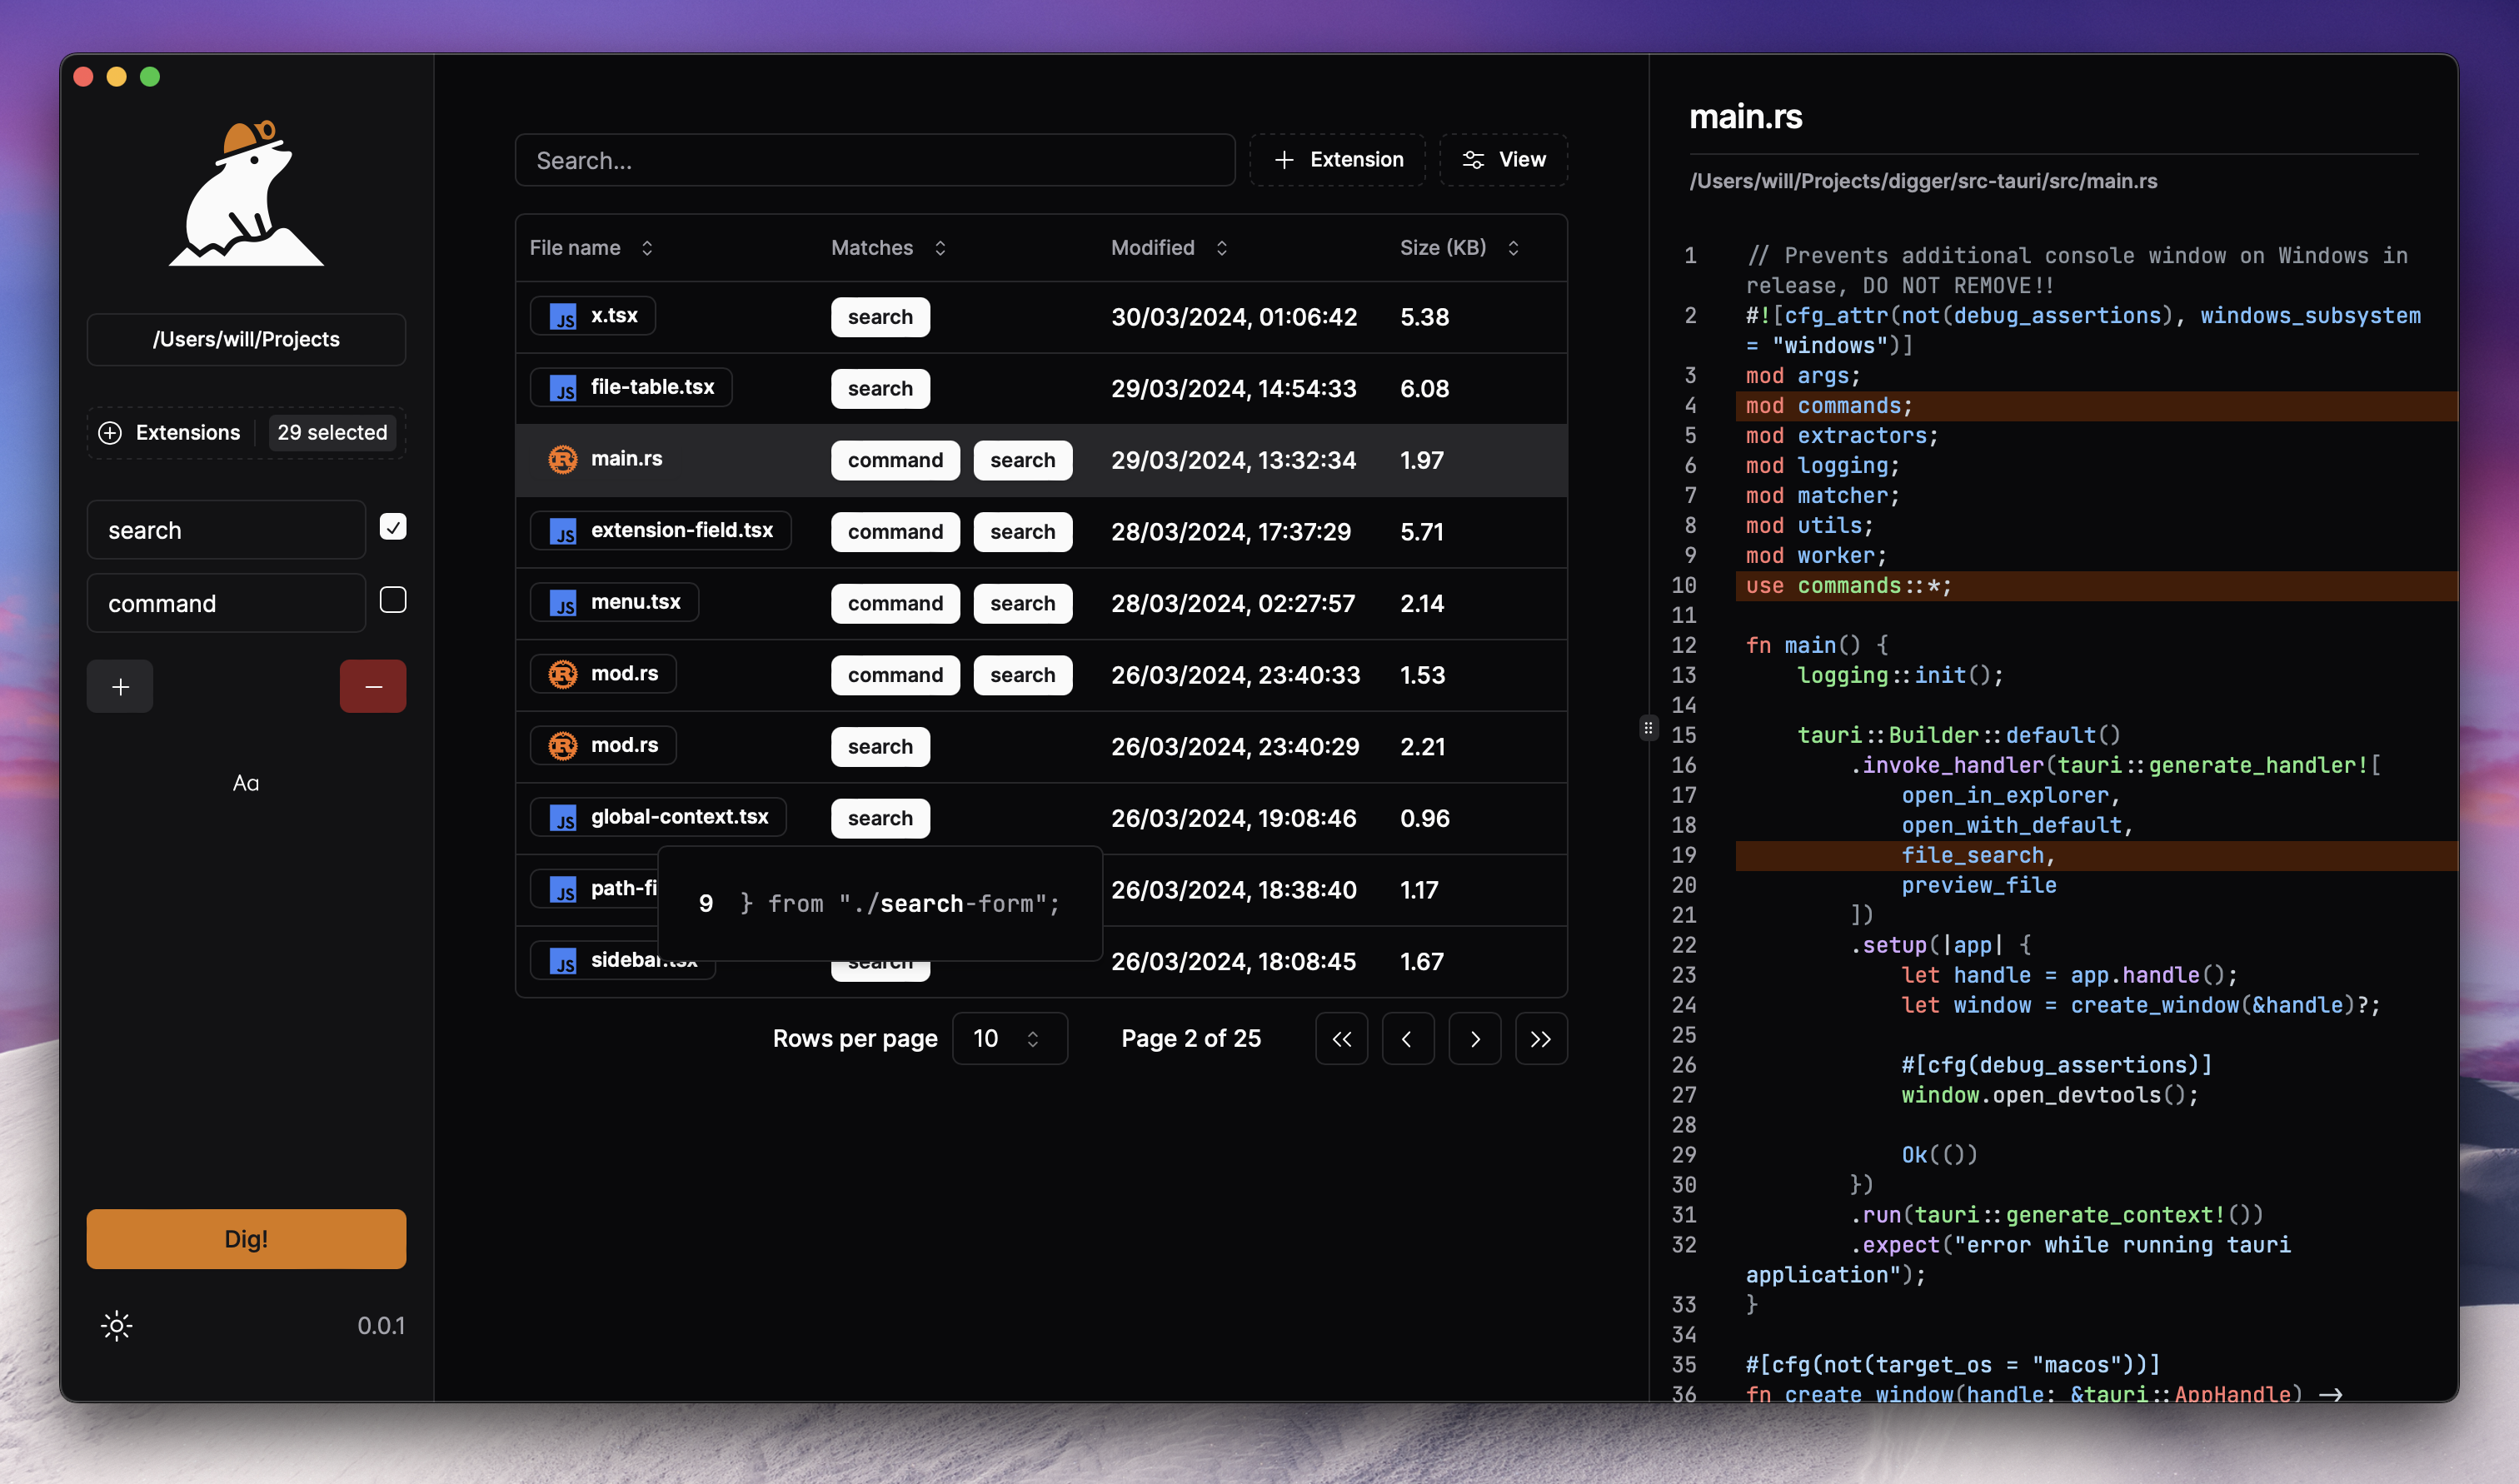 /Users/will/Projects
Extensions 29 selected
search
command
Aa
Dig!
0.0.1
Search...
Extension
View
File name Matches Modified Size (KB)
x.tsx search 30/03/2024, 01:06:42 5.38
file-table.tsx search 29/03/2024, 14:54:33 6.08
main.rs command search 29/03/2024, 13:32:34 1.97
extension-field.tsx command search 28/03/2024, 17:37:29 5.71
menu.tsx command search 28/03/2024, 02:27:57 2.14
mod.rs command search 26/03/2024, 23:40:33 1.53
mod.rs search 26/03/2024, 23:40:29 2.21
global-context.tsx search 26/03/2024, 19:08:46 0.96
path-fi 26/03/2024, 18:38:40 1.17
9 } from "./search-form";
sidebar.tsx search 26/03/2024, 18:08:45 1.67
Rows per page 10 Page 2 of 25
main.rs
/Users/will/Projects/digger/src-tauri/src/main.rs
1 // Prevents additional console window on Windows in
release, DO NOT REMOVE!!
2 #![cfg_attr(not(debug_assertions), windows_subsystem
= "windows")]
3 mod args;
4 mod commands;
5 mod extractors;
6 mod logging;
7 mod matcher;
8 mod utils;
9 mod worker;
10 use commands::*;
11
12 fn main() {
13 logging::init();
14
15 tauri::Builder::default()
16 .invoke_handler(tauri::generate_handler![
17 open_in_explorer,
18 open_with_default,
19 file_search,
20 preview_file
21 ])
22 .setup(|app| {
23 let handle = app.handle();
24 let window = create_window(&handle)?;
25
26 #[cfg(debug_assertions)]
27 window.open_devtools();
28
29 Ok(())
30 })
31 .run(tauri::generate_context!())
32 .expect("error while running tauri
application");
33 }
34
35 #[cfg(not(target_os = "macos"))]
36 fn create_window(handle: &tauri::AppHandle) ->